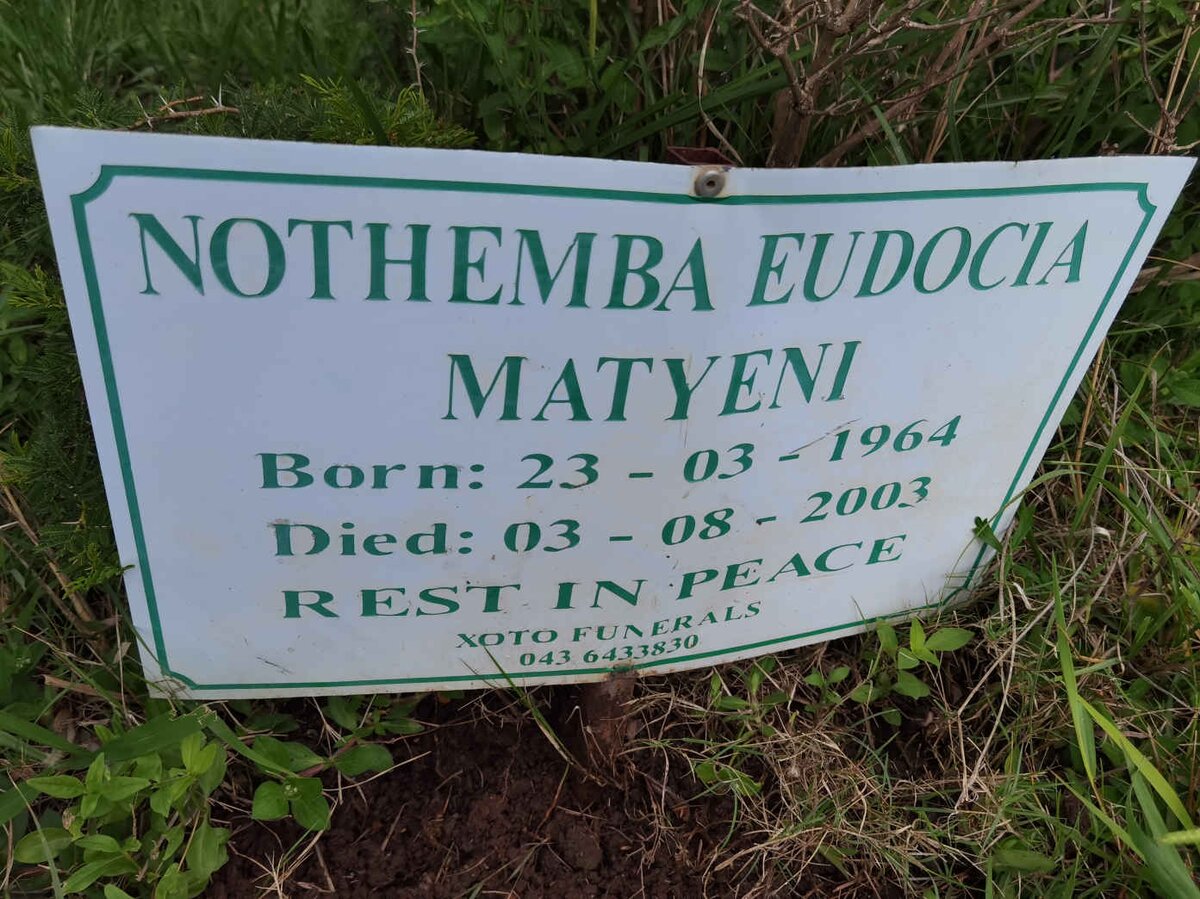 NOTHEMBA EUDOCIA
MATYENI
Born: 23 - 03 - 1964
Died: 03 - 08 - 2003
REST IN PEACE
XOTO FUNERALS
043 6433830